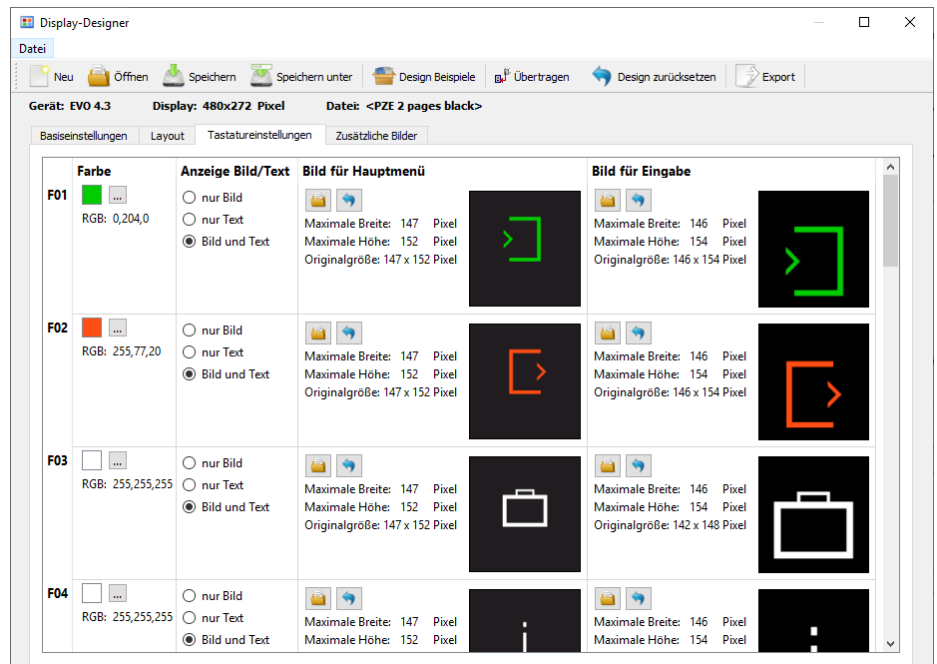 Display-Designer
Datei
Neu Öffnen Speichern Speichern unter Design Beispiele Übertragen Design zurücksetzen Export
Gerät: EVO 4.3 Display: 480x272 Pixel Datei: <PZE 2 pages black>
Basiseinstellungen Layout Tastatureinstellungen Zusätzliche Bilder
Farbe Anzeige Bild/Text Bild für Hauptmenü Bild für Eingabe
F01 ... nur Bild
RGB: 0,204,0 nur Text Maximale Breite: 147 Pixel Maximale Breite: 146 Pixel
Bild und Text Maximale Höhe: 152 Pixel Maximale Höhe: 154 Pixel
Originalgröße: 147 x 152 Pixel Originalgröße: 146 x 154 Pixel
F02 ... nur Bild
RGB: 255,77,20 nur Text Maximale Breite: 147 Pixel Maximale Breite: 146 Pixel
Bild und Text Maximale Höhe: 152 Pixel Maximale Höhe: 154 Pixel
Originalgröße: 147 x 152 Pixel Originalgröße: 146 x 154 Pixel
F03 ... nur Bild
RGB: 255,255,255 nur Text Maximale Breite: 147 Pixel Maximale Breite: 146 Pixel
Bild und Text Maximale Höhe: 152 Pixel Maximale Höhe: 154 Pixel
Originalgröße: 147 x 152 Pixel Originalgröße: 142 x 148 Pixel
F04 ... nur Bild
RGB: 255,255,255 nur Text Maximale Breite: 147 Pixel Maximale Breite: 146 Pixel
Bild und Text Maximale Höhe: 152 Pixel Maximale Höhe: 154 Pixel